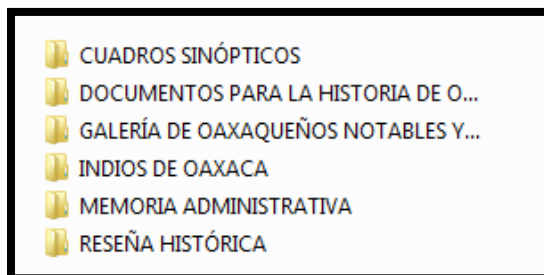 CUADROS SINÓPTICOS
DOCUMENTOS PARA LA HISTORIA DE O...
GALERÍA DE OAXAQUEÑOS NOTABLES Y...
INDIOS DE OAXACA
MEMORIA ADMINISTRATIVA
RESEÑA HISTÓRICA